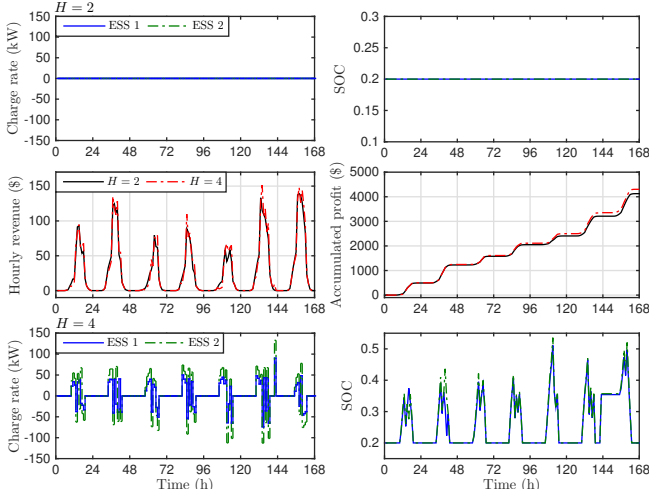 H = 2
ESS 1 ESS 2
Charge rate (kW)
150
100
50
0
-50
-100
-150
0 24 48 72 96 120 144 168
Time (h)
SOC
0.3
0.2
0.1
0 24 48 72 96 120 144 168
Time (h)
H = 2 H = 4
Hourly revenue ($)
150
100
50
0
0 24 48 72 96 120 144 168
Accumulated profit ($)
5000
4000
3000
2000
1000
0
0 24 48 72 96 120 144 168
H = 4
ESS 1 ESS 2
Charge rate (kW)
150
100
50
0
-50
-100
-150
0 24 48 72 96 120 144 168
Time (h)
SOC
0.5
0.4
0.3
0.2
0 24 48 72 96 120 144 168
Time (h)